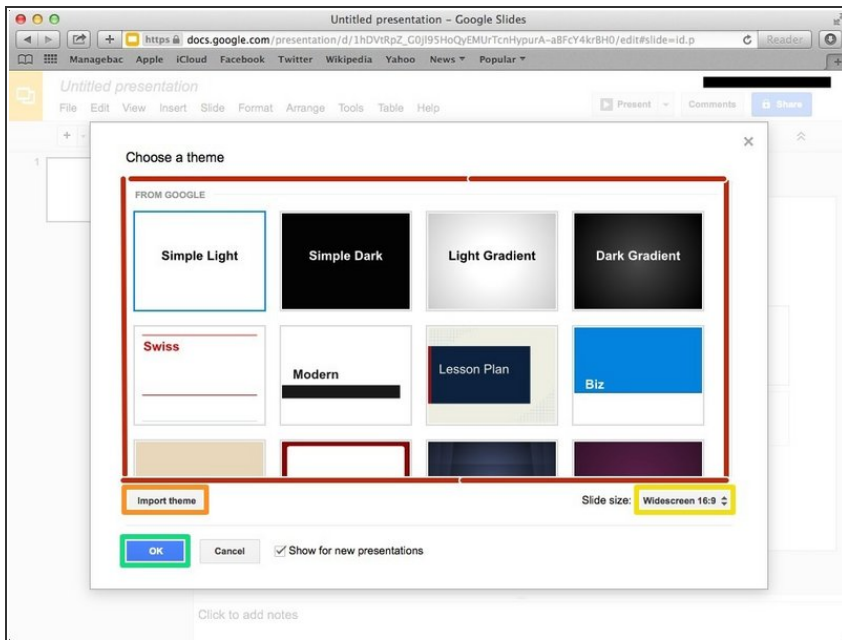 Untitled presentation – Google Slides
https docs.google.com/presentation/d/1hDVtRpZ_G0jl95HoQyEMUrTcnHypurA-aBFcY4krBH0/edit#slide=id.p
Reader
Managebac Apple iCloud Facebook Twitter Wikipedia Yahoo News Popular
Untitled presentation
File Edit View Insert Slide Format Arrange Tools Table Help
Present Comments Share
1
Choose a theme
FROM GOOGLE
Simple Light Simple Dark Light Gradient Dark Gradient
Swiss
Modern
Lesson Plan
Biz
Import theme
Slide size: Widescreen 16:9
OK Cancel Show for new presentations
Click to add notes